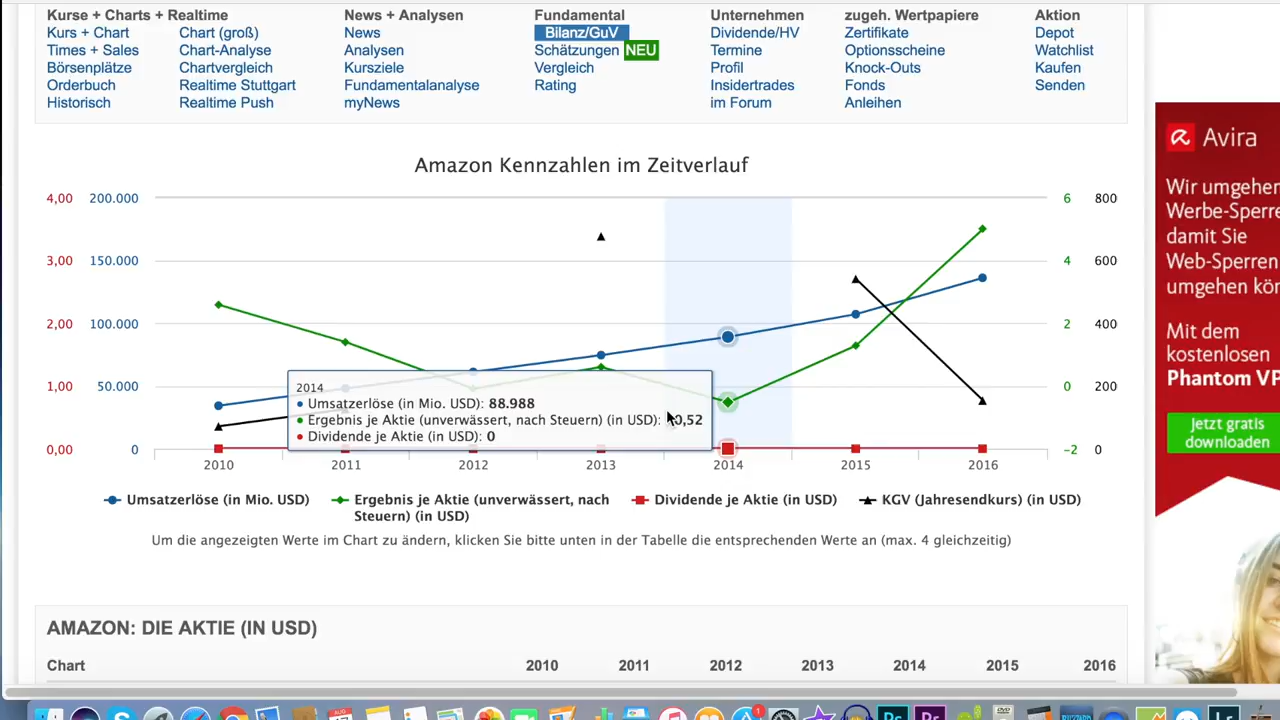 Kurse + Charts + Realtime
Kurs + Chart
Times + Sales
Börsenplätze
Orderbuch
Historisch
Chart (groß)
Chart-Analyse
Chartvergleich
Realtime Stuttgart
Realtime Push
News + Analysen
News
Analysen
Kursziele
Fundamentalanalyse
myNews
Fundamental
Bilanz/GuV
Schätzungen NEU
Vergleich
Rating
Unternehmen
Dividende/HV
Termine
Profil
Insidertrades
im Forum
zugeh. Wertpapiere
Zertifikate
Optionsscheine
Knock-Outs
Fonds
Anleihen
Aktion
Depot
Watchlist
Kaufen
Senden
Amazon Kennzahlen im Zeitverlauf
4,00 200.000 6 800
3,00 150.000 4 600
2,00 100.000 2 400
1,00 50.000 0 200
0,00 0 -2 0
2014
Umsatzerlöse (in Mio. USD): 88.988
Ergebnis je Aktie (unverwässert, nach Steuern) (in USD): 0,52
Dividende je Aktie (in USD): 0
2010 2011 2012 2013 2014 2015 2016
Umsatzerlöse (in Mio. USD)
Ergebnis je Aktie (unverwässert, nach
Steuern) (in USD)
Dividende je Aktie (in USD)
KGV (Jahresendkurs) (in USD)
Um die angezeigten Werte im Chart zu ändern, klicken Sie bitte unten in der Tabelle die entsprechenden Werte an (max. 4 gleichzeitig)
AMAZON: DIE AKTIE (IN USD)
Chart 2010 2011 2012 2013 2014 2015 2016
Avira
Wir umgehen
Werbe-Sperre
damit Sie
Web-Sperren
umgehen kön
Mit dem
kostenlosen
Phantom VP
Jetzt gratis
downloaden